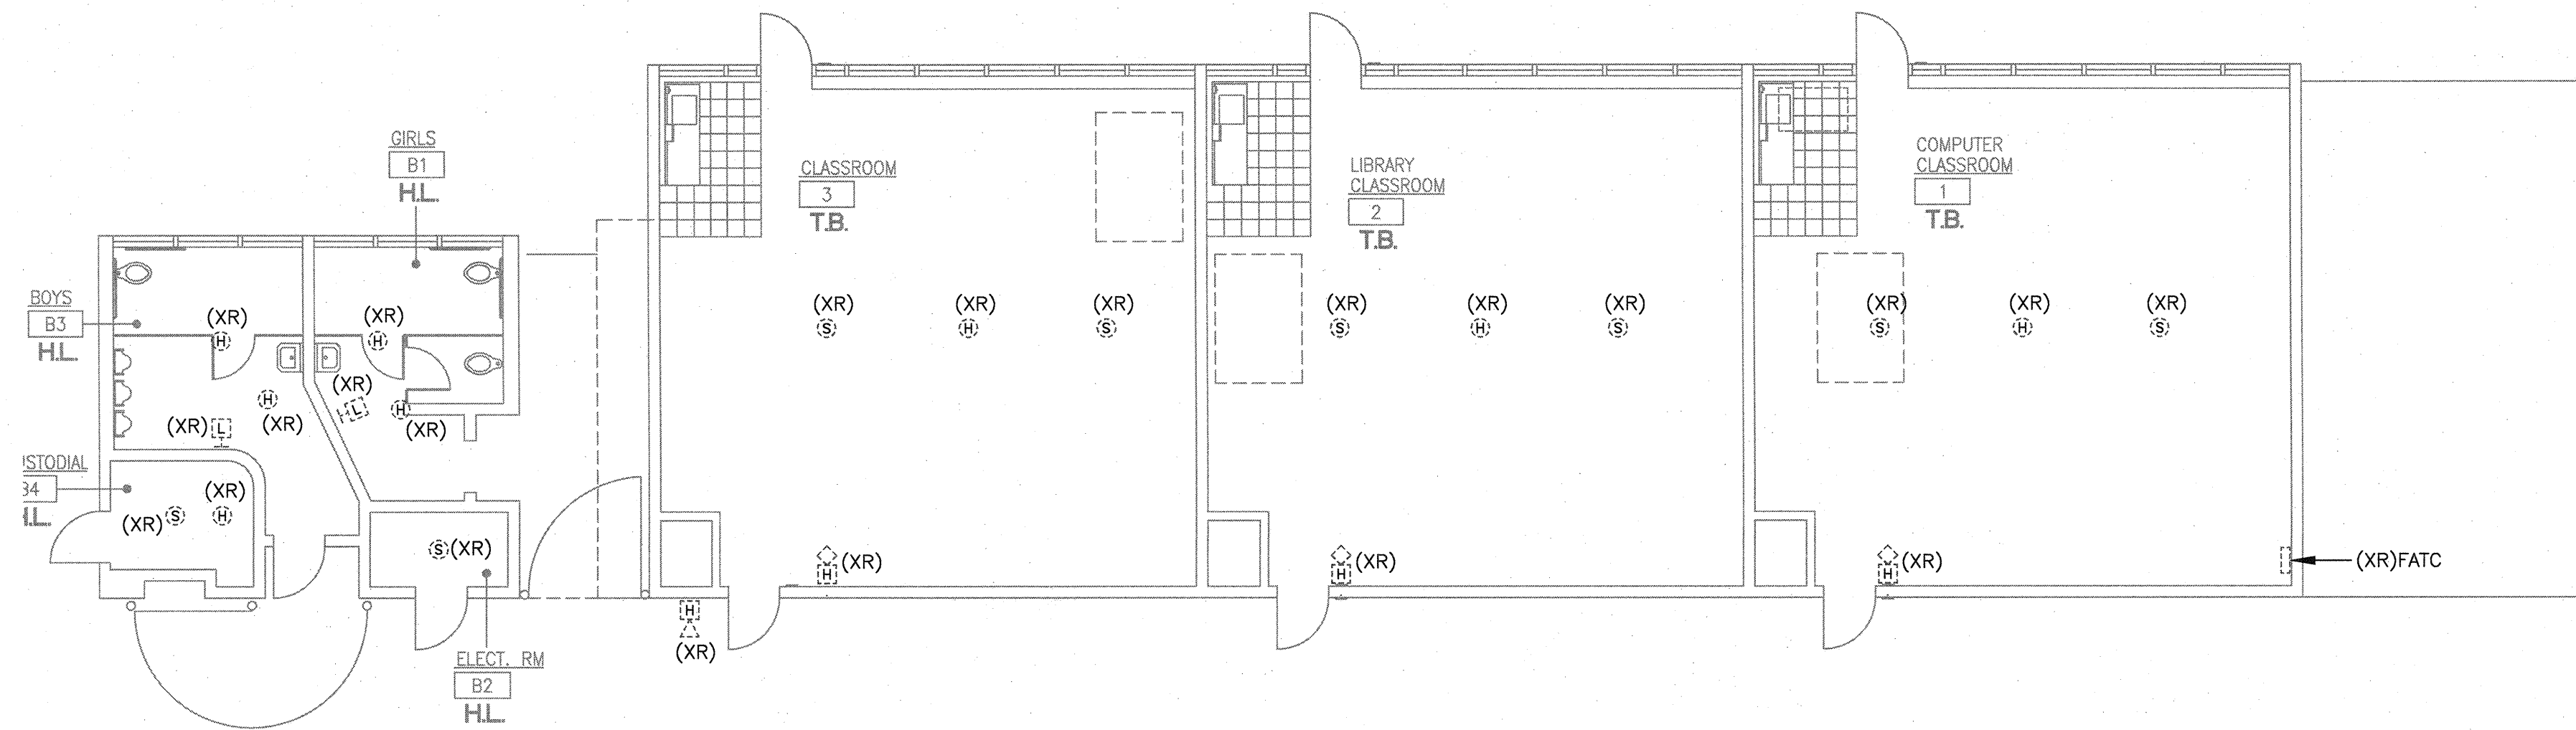 GIRLS
B1
H.L.
BOYS
B3
H.L.
(XR)
H
(XR)
H
(XR)
L
H
(XR)
H
(XR)
(XR)
L
STODIAL
H.L.
(XR)
S
(XR)
H
S
(XR)
ELECT. RM
B2
H.L.
CLASSROOM
3
T.B.
(XR)
S
(XR)
H
(XR)
S
H
(XR)
H
(XR)
LIBRARY
CLASSROOM
2
T.B.
(XR)
S
(XR)
H
(XR)
S
H
(XR)
COMPUTER
CLASSROOM
1
T.B.
(XR)
S
(XR)
H
(XR)
S
H
(XR)
(XR)FATC